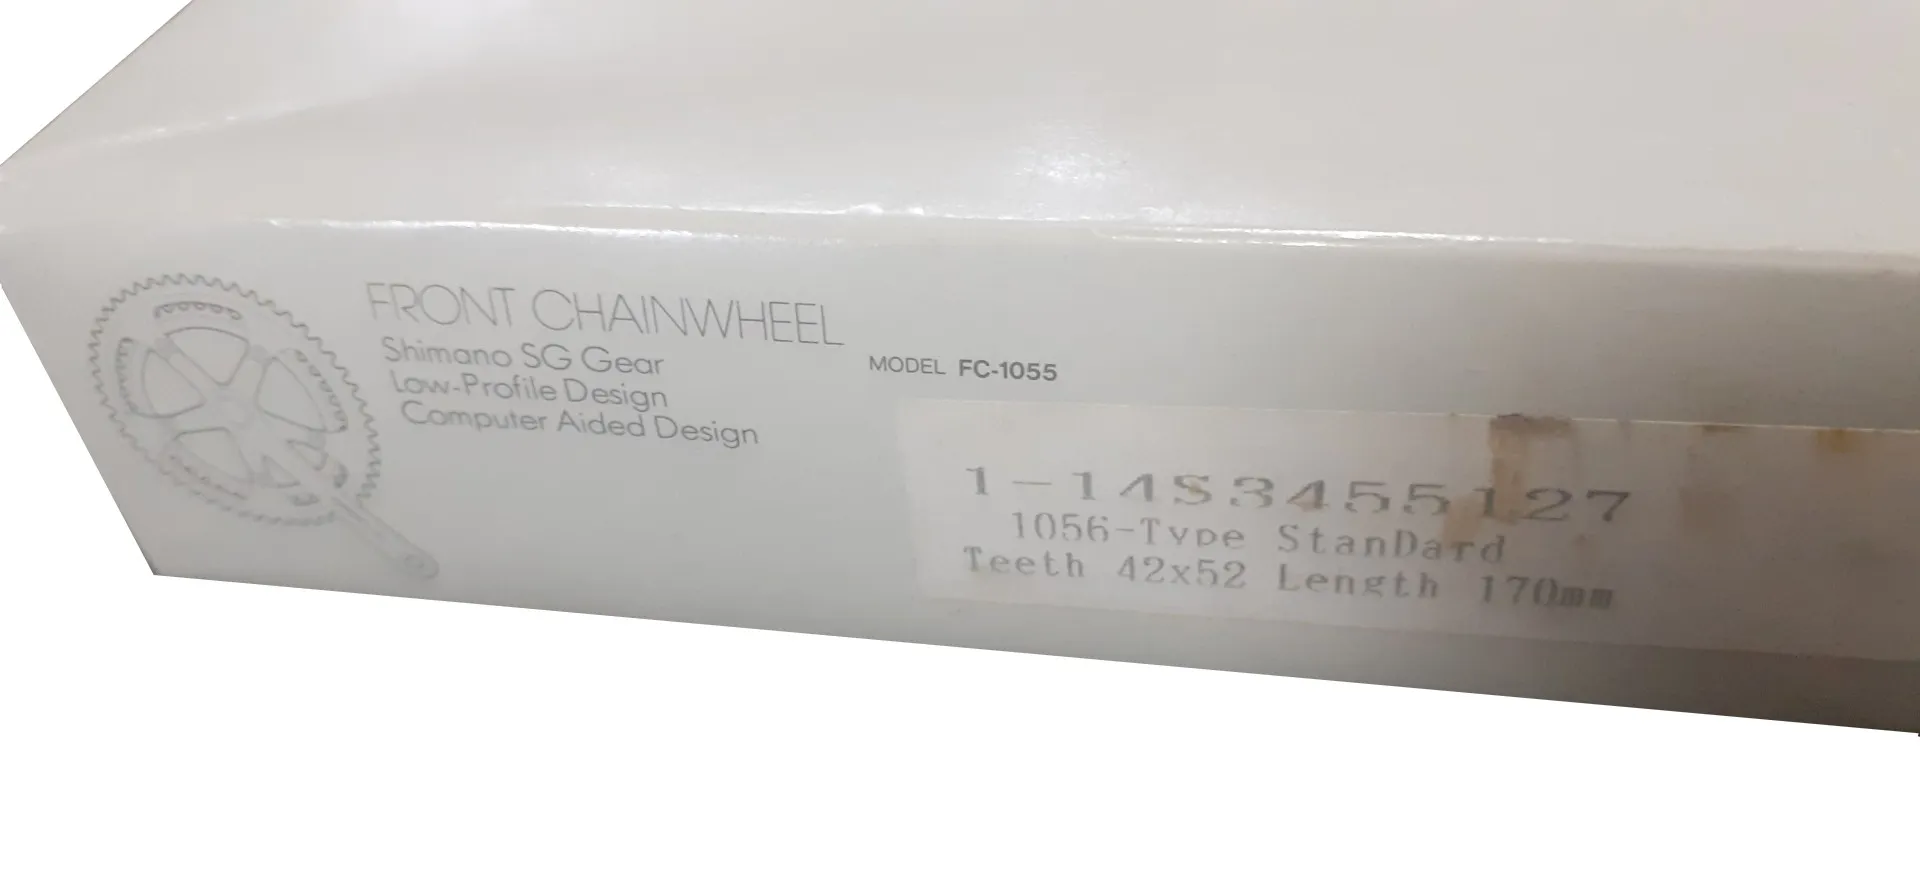 FRONT CHAINWHEEL
Shimano SG Gear
Low-Profile Design
Computer Aided Design
MODEL FC-1055
1-14S3455127
1056-Type StanDard
Teeth 42x52 Length 170mm